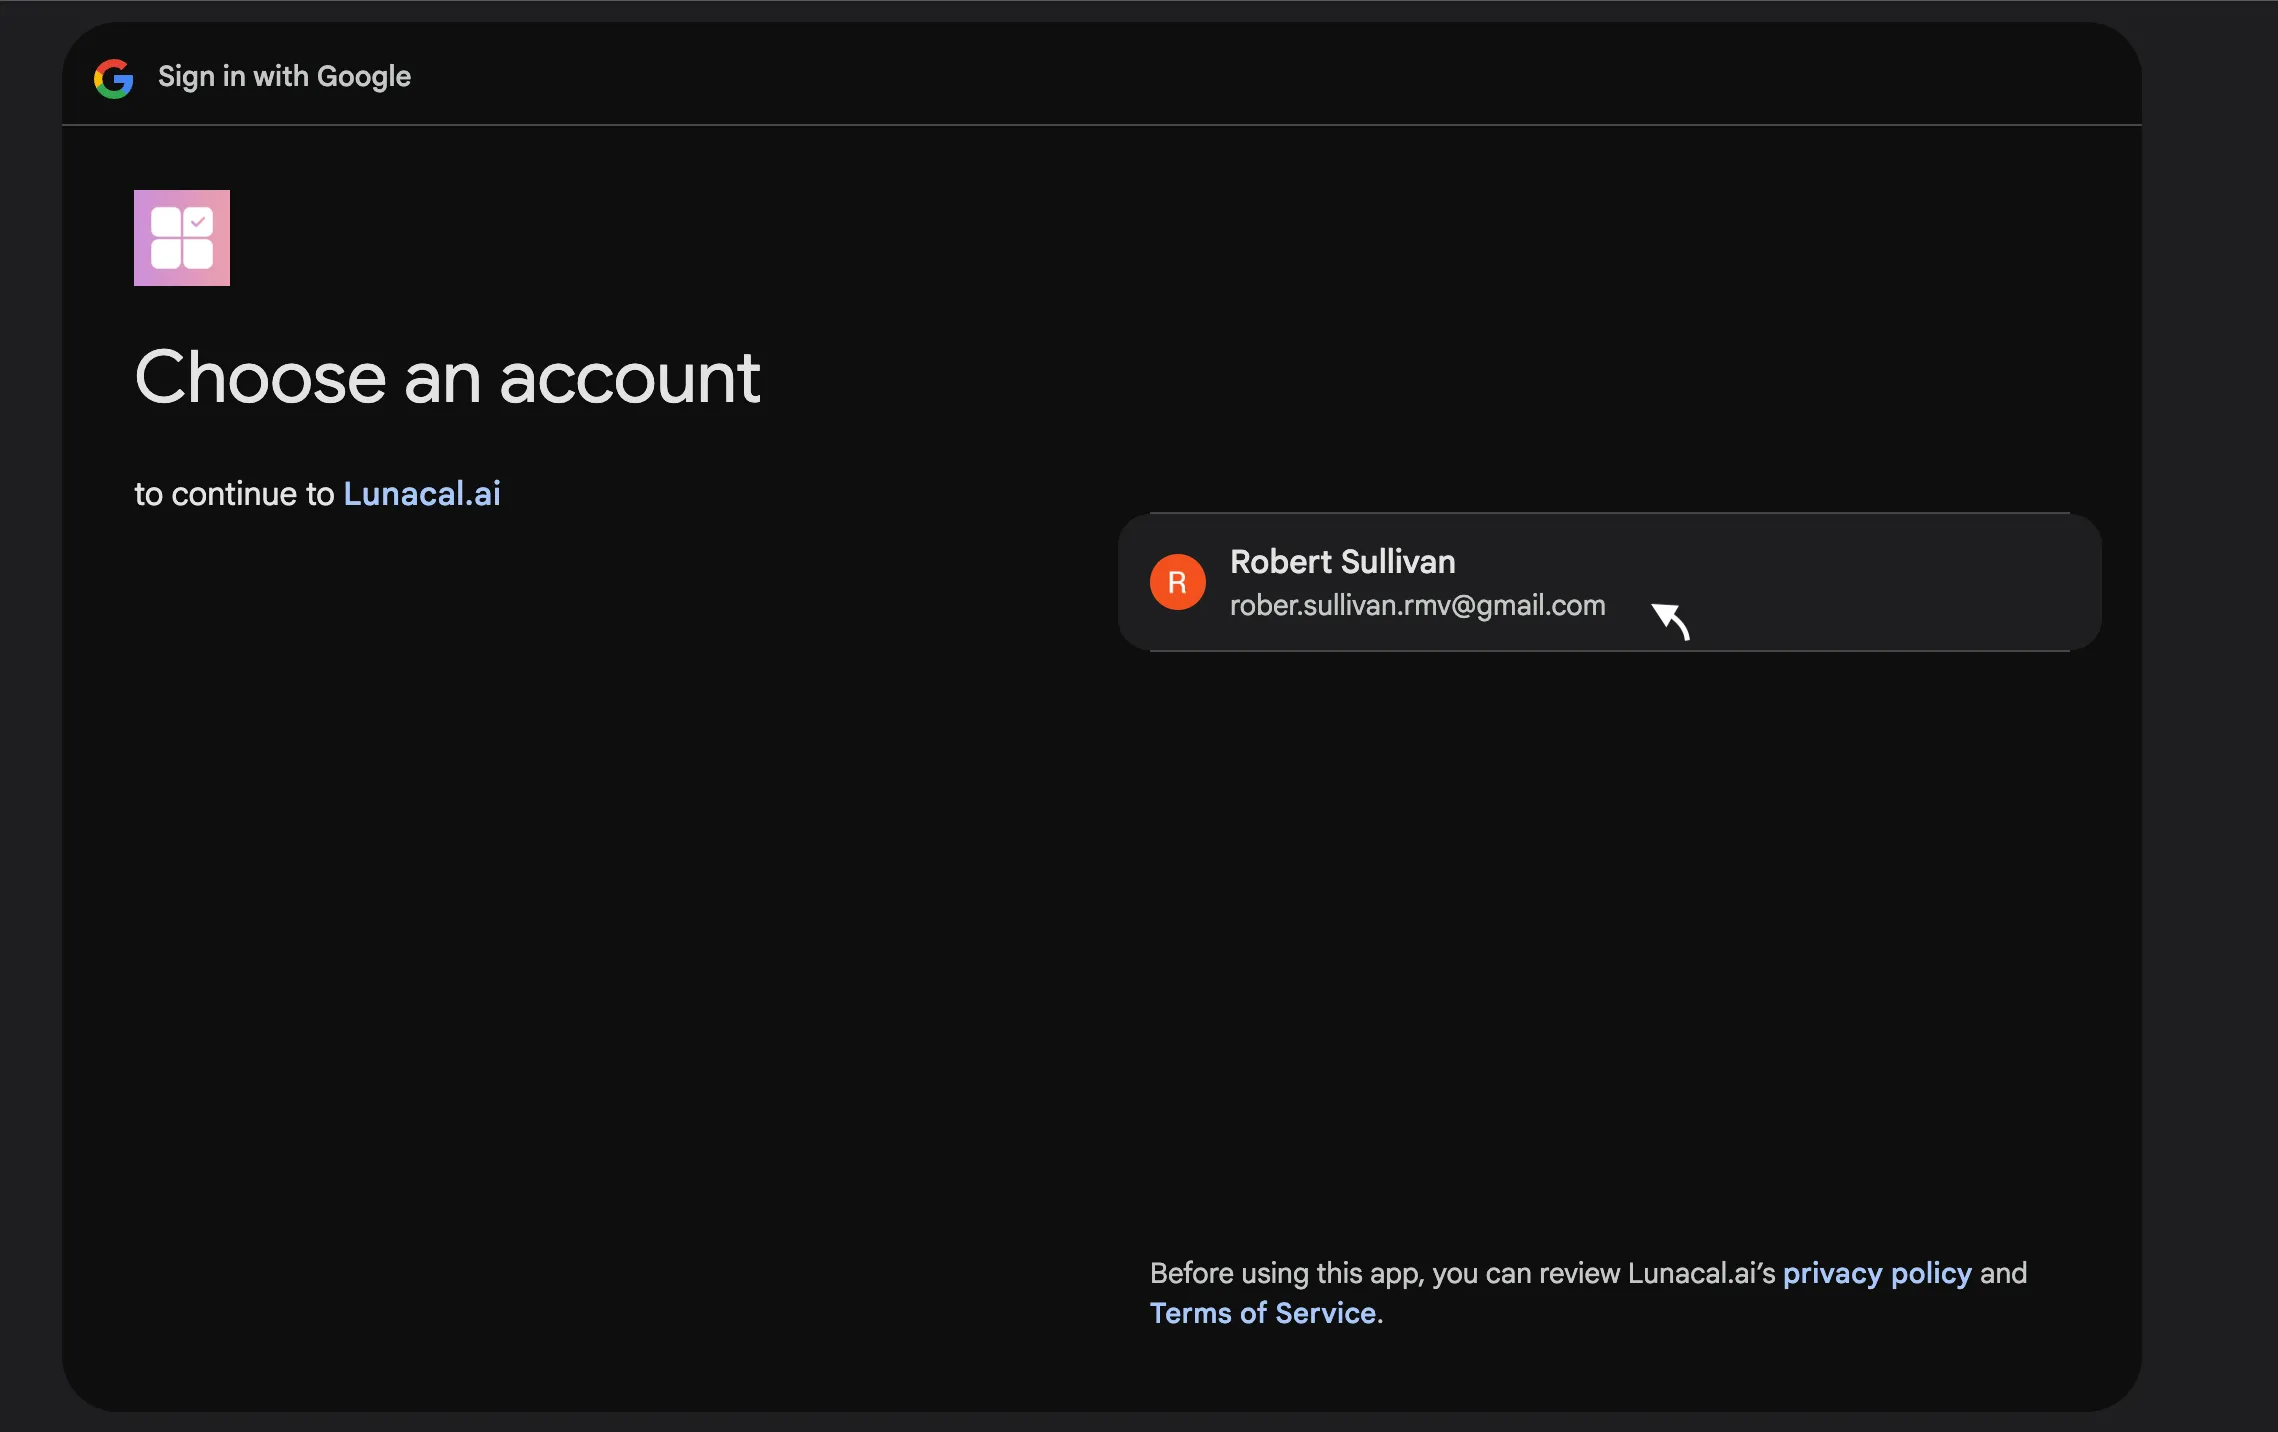 Sign in with Google
Choose an account
to continue to Lunacal.ai
R
Robert Sullivan
rober.sullivan.rmv@gmail.com
Before using this app, you can review Lunacal.ai’s privacy policy and
Terms of Service.